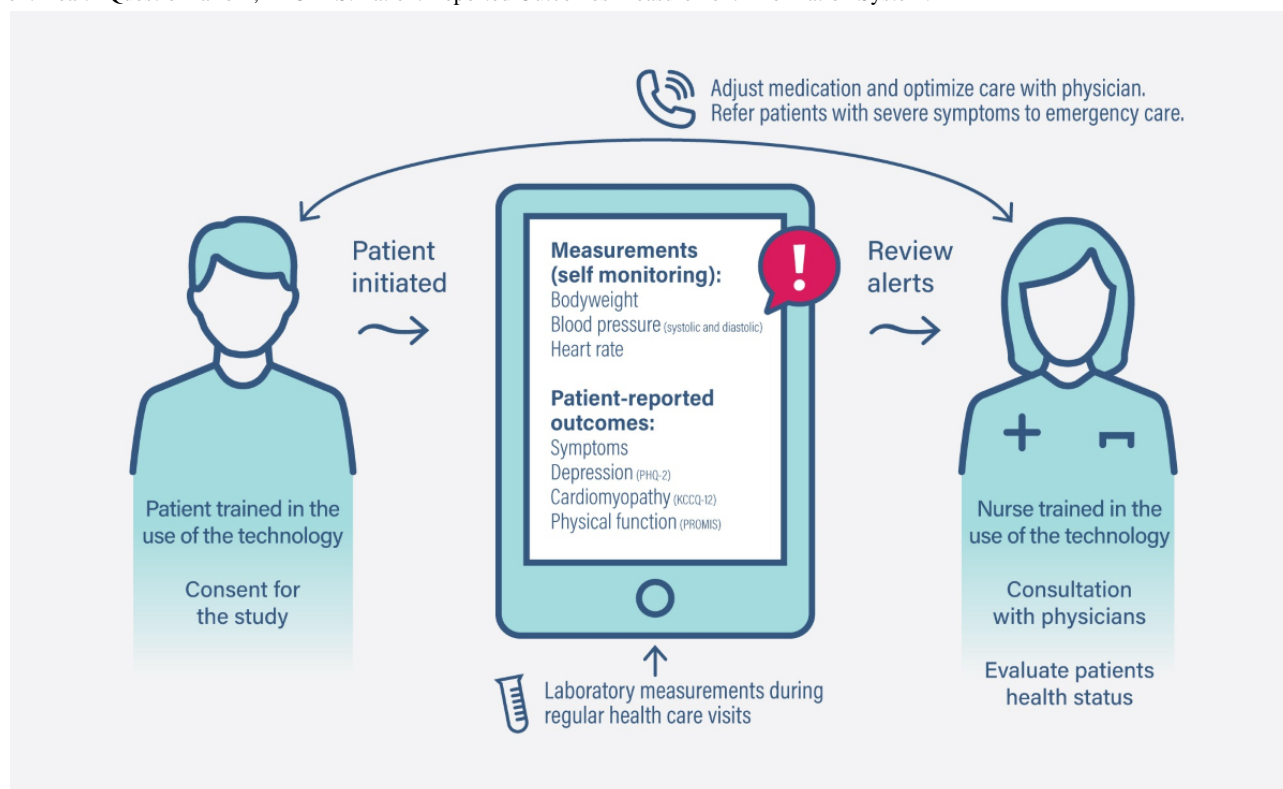 Adjust medication and optimize care with physician.
Refer patients with severe symptoms to emergency care.
Patient
initiated
Measurements
(self monitoring):
Bodyweight
Blood pressure (systolic and diastolic)
Heart rate
Patient-reported
outcomes:
Symptoms
Depression (PHQ-2)
Cardiomyopathy (KCCQ-12)
Physical function (PROMIS)
!
Review
alerts
Patient trained in the
use of the technology
Consent for
the study
Nurse trained in the
use of the technology
Consultation
with physicians
Evaluate patients
health status
Laboratory measurements during
regular health care visits